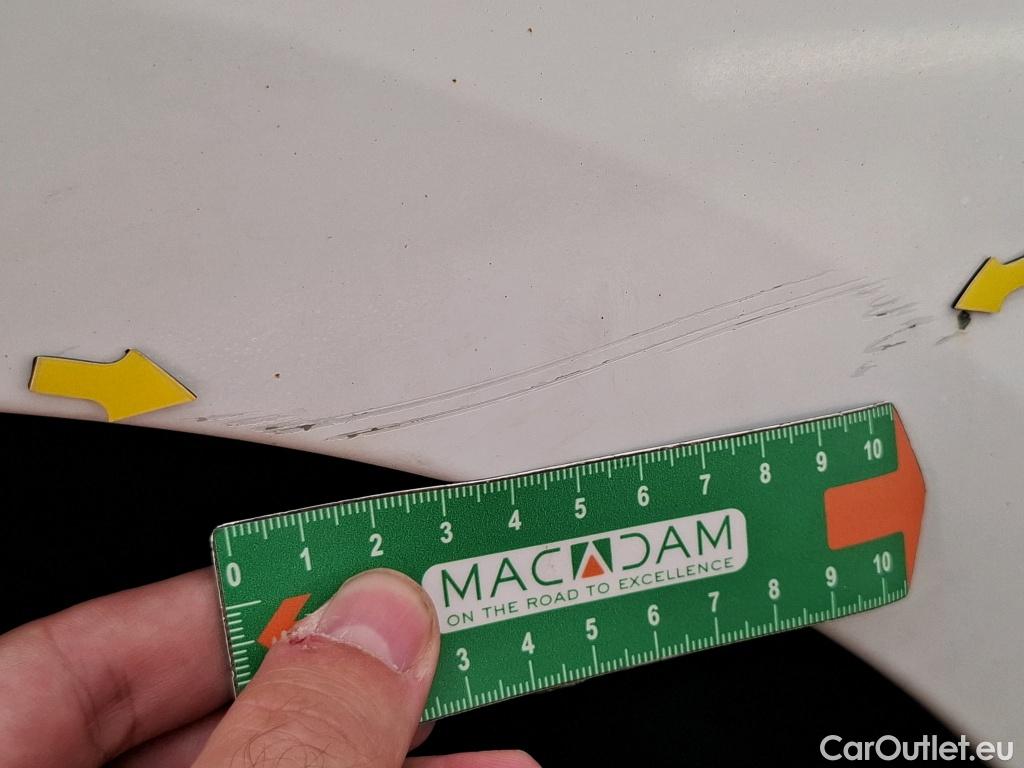 0 1 2 3 4 5 6 7 8 9 10
MACADAM
ON THE ROAD TO EXCELLENCE
3 4 5 6 7 8 9 10
CarOutlet.eu